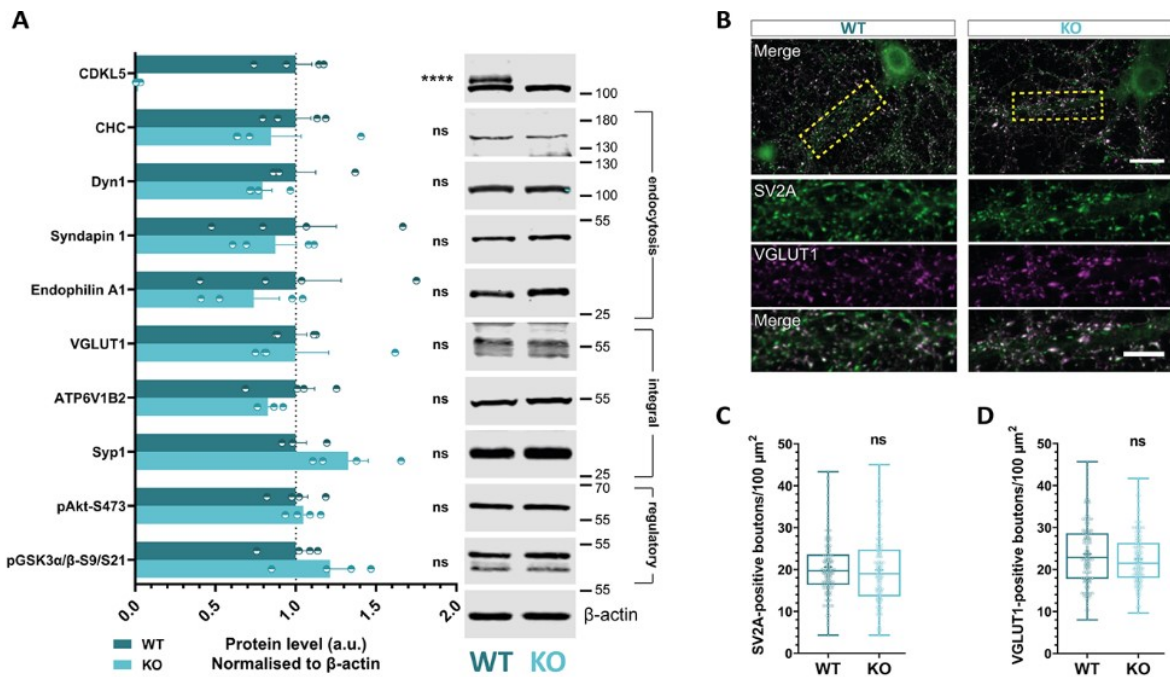 A
CDKL5
CHC
Dyn1
Syndapin 1
Endophilin A1
VGLUT1
ATP6V1B2
Syp1
pAkt-S473
pGSK3α/β-S9/S21
0.0 0.5 1.0 1.5 2.0
WT
KO
Protein level (a.u.)
Normalised to β-actin
****
ns
ns
ns
ns
ns
ns
ns
ns
ns
100
180
130
130
100
55
25
55
55
25
70
55
55
55
β-actin
endocytosis
integral
regulatory
WT KO
B
WT KO
Merge
SV2A
VGLUT1
Merge
C
ns
SV2A-positive boutons/100 µm²
50
40
30
20
10
0
WT KO
D
ns
VGLUT1-positive boutons/100 µm²
50
40
30
20
10
0
WT KO